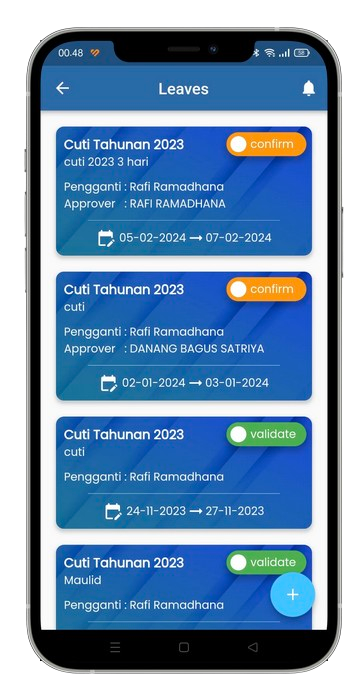 00.48
58
Leaves
Cuti Tahunan 2023
confirm
cuti 2023 3 hari
Pengganti : Rafi Ramadhana
Approver : RAFI RAMADHANA
05-02-2024 → 07-02-2024
Cuti Tahunan 2023
confirm
cuti
Pengganti : Rafi Ramadhana
Approver : DANANG BAGUS SATRIYA
02-01-2024 → 03-01-2024
Cuti Tahunan 2023
validate
cuti
Pengganti : Rafi Ramadhana
24-11-2023 → 27-11-2023
Cuti Tahunan 2023
validate
Maulid
Pengganti : Rafi Ramadhana